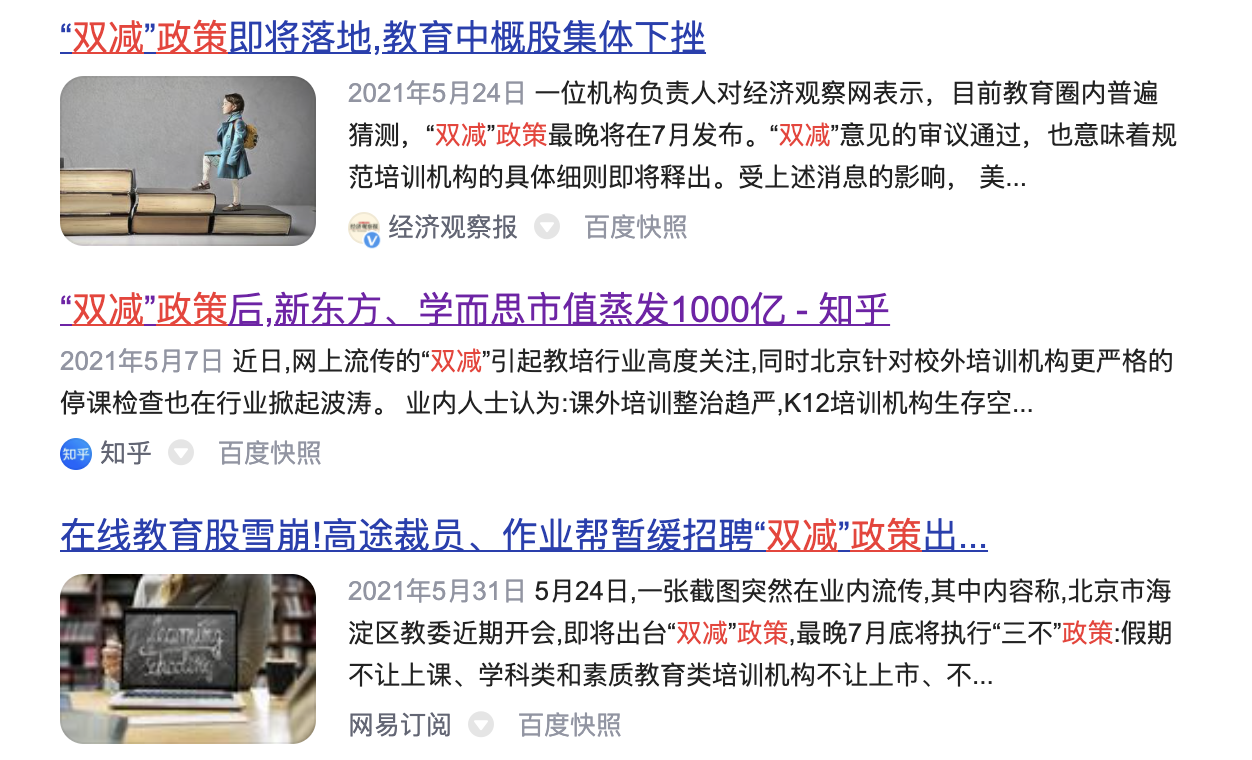 “双减”政策即将落地,教育中概股集体下挫
2021年5月24日 一位机构负责人对经济观察网表示，目前教育圈内普遍
猜测，“双减”政策最晚将在7月发布。“双减”意见的审议通过，也意味着规
范培训机构的具体细则即将释出。受上述消息的影响， 美...
经济观察报 百度快照
“双减”政策后,新东方、学而思市值蒸发1000亿 - 知乎
2021年5月7日 近日,网上流传的“双减”引起教培行业高度关注,同时北京针对校外培训机构更严格的
停课检查也在行业掀起波涛。 业内人士认为:课外培训整治趋严,K12培训机构生存空...
知乎 知乎 百度快照
在线教育股雪崩!高途裁员、作业帮暂缓招聘“双减”政策出...
learning
schooling
2021年5月31日 5月24日,一张截图突然在业内流传,其中内容称,北京市海
淀区教委近期开会,即将出台“双减”政策,最晚7月底将执行“三不”政策:假期
不让上课、学科类和素质教育类培训机构不让上市、不...
网易订阅 百度快照